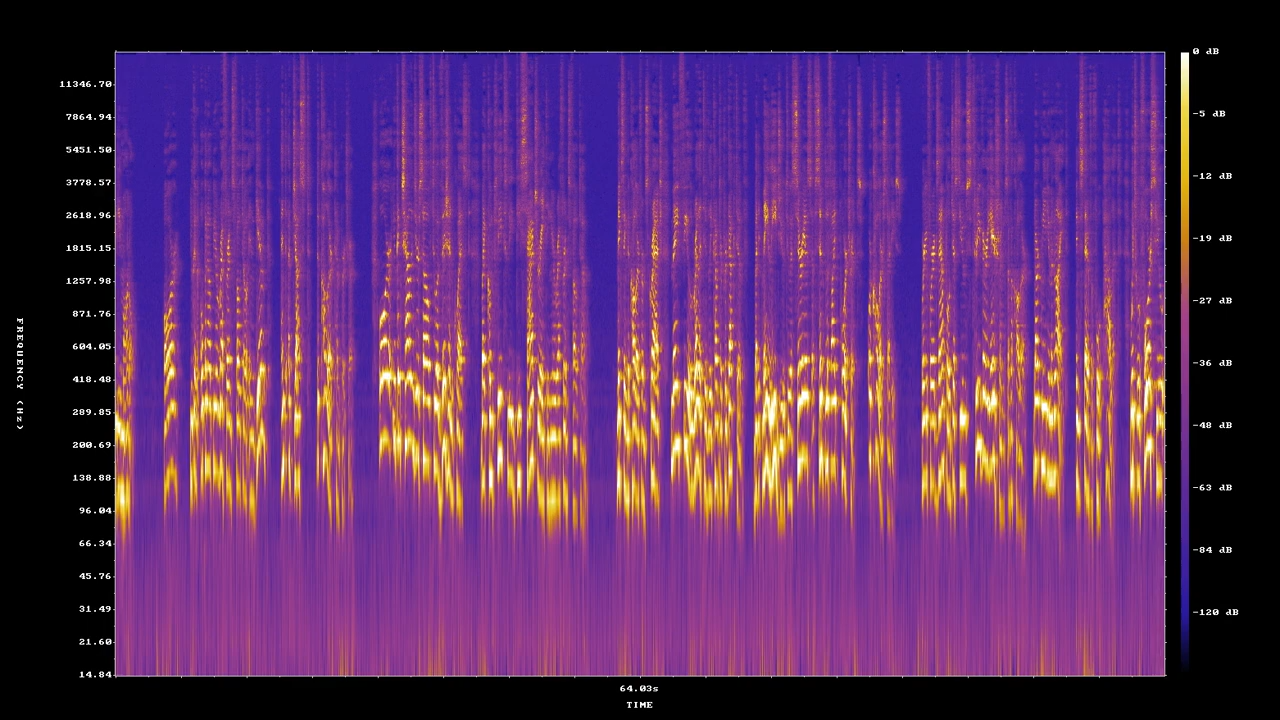 0 dB
11346.70
-5 dB
7864.94
5451.50
-12 dB
3778.57
2618.96
-19 dB
1815.15
1257.98
-27 dB
871.76
604.05
-36 dB
418.48
289.85
-48 dB
200.69
138.88
-63 dB
96.04
66.34
-84 dB
45.76
31.49
-120 dB
21.60
14.84
FREQUENCY (Hz)
64.03s
TIME